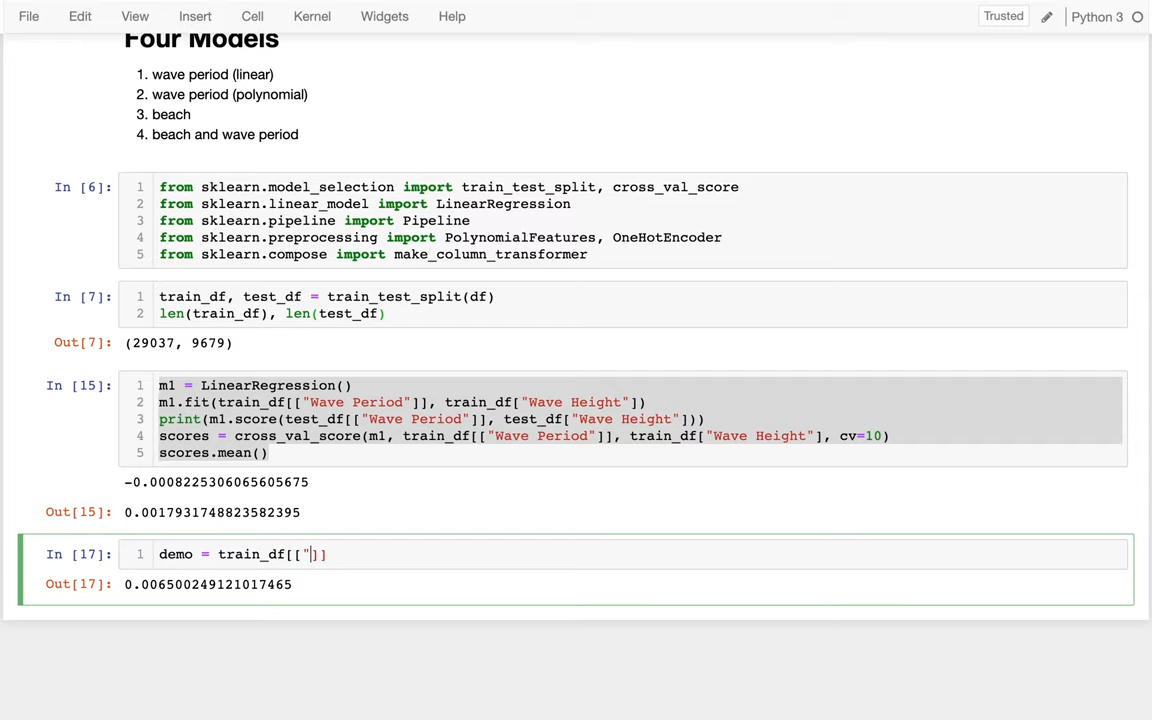 File Edit View Insert Cell Kernel Widgets Help Trusted Python 3
Four Models
1. wave period (linear)
2. wave period (polynomial)
3. beach
4. beach and wave period
In [6]:
1 from sklearn.model_selection import train_test_split, cross_val_score
2 from sklearn.linear_model import LinearRegression
3 from sklearn.pipeline import Pipeline
4 from sklearn.preprocessing import PolynomialFeatures, OneHotEncoder
5 from sklearn.compose import make_column_transformer
In [7]:
1 train_df, test_df = train_test_split(df)
2 len(train_df), len(test_df)
Out[7]: (29037, 9679)
In [15]:
1 m1 = LinearRegression()
2 m1.fit(train_df[["Wave Period"]], train_df["Wave Height"])
3 print(m1.score(test_df[["Wave Period"]], test_df["Wave Height"]))
4 scores = cross_val_score(m1, train_df[["Wave Period"]], train_df["Wave Height"], cv=10)
5 scores.mean()
-0.0008225306065605675
Out[15]: 0.0017931748823582395
In [17]: 1 demo = train_df[["]]
Out[17]: 0.006500249121017465